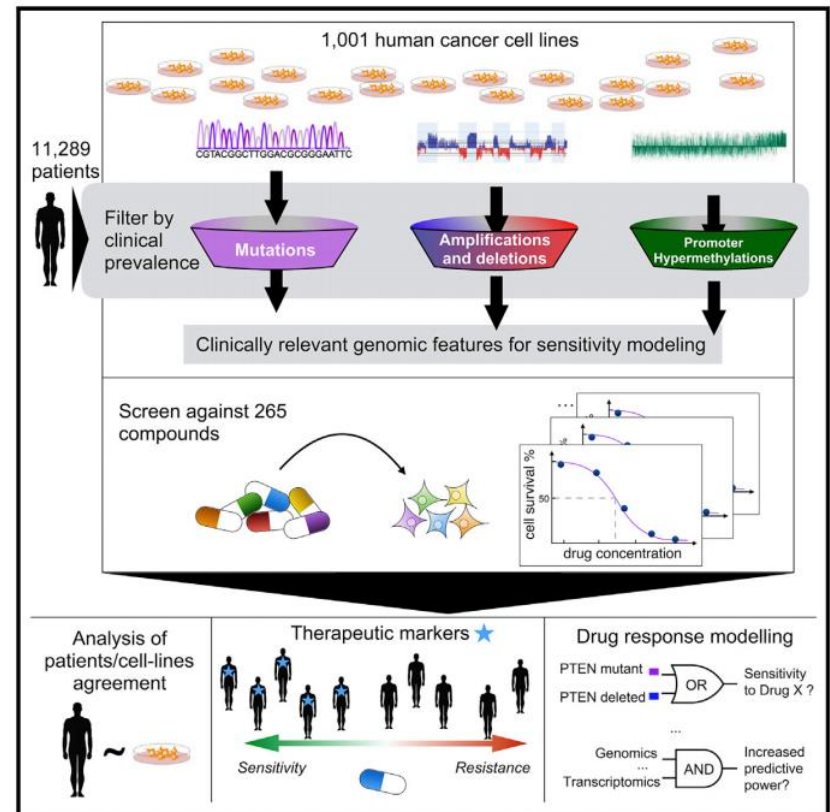 1,001 human cancer cell lines
CGTACGGCTTGGACGCGGGAATTC
11,289
patients
Filter by
clinical
prevalence
Mutations
Amplifications
and deletions
Promoter
Hypermethylations
Clinically relevant genomic features for sensitivity modeling
Screen against 265
compounds
...
%
cell survival %
50
drug concentration
Analysis of
patients/cell-lines
agreement
~
Therapeutic markers
Sensitivity
Resistance
Drug response modelling
PTEN mutant
PTEN deleted
OR
Sensitivity
to Drug X ?
...
Genomics
...
Transcriptomics
AND
Increased
predictive
power?